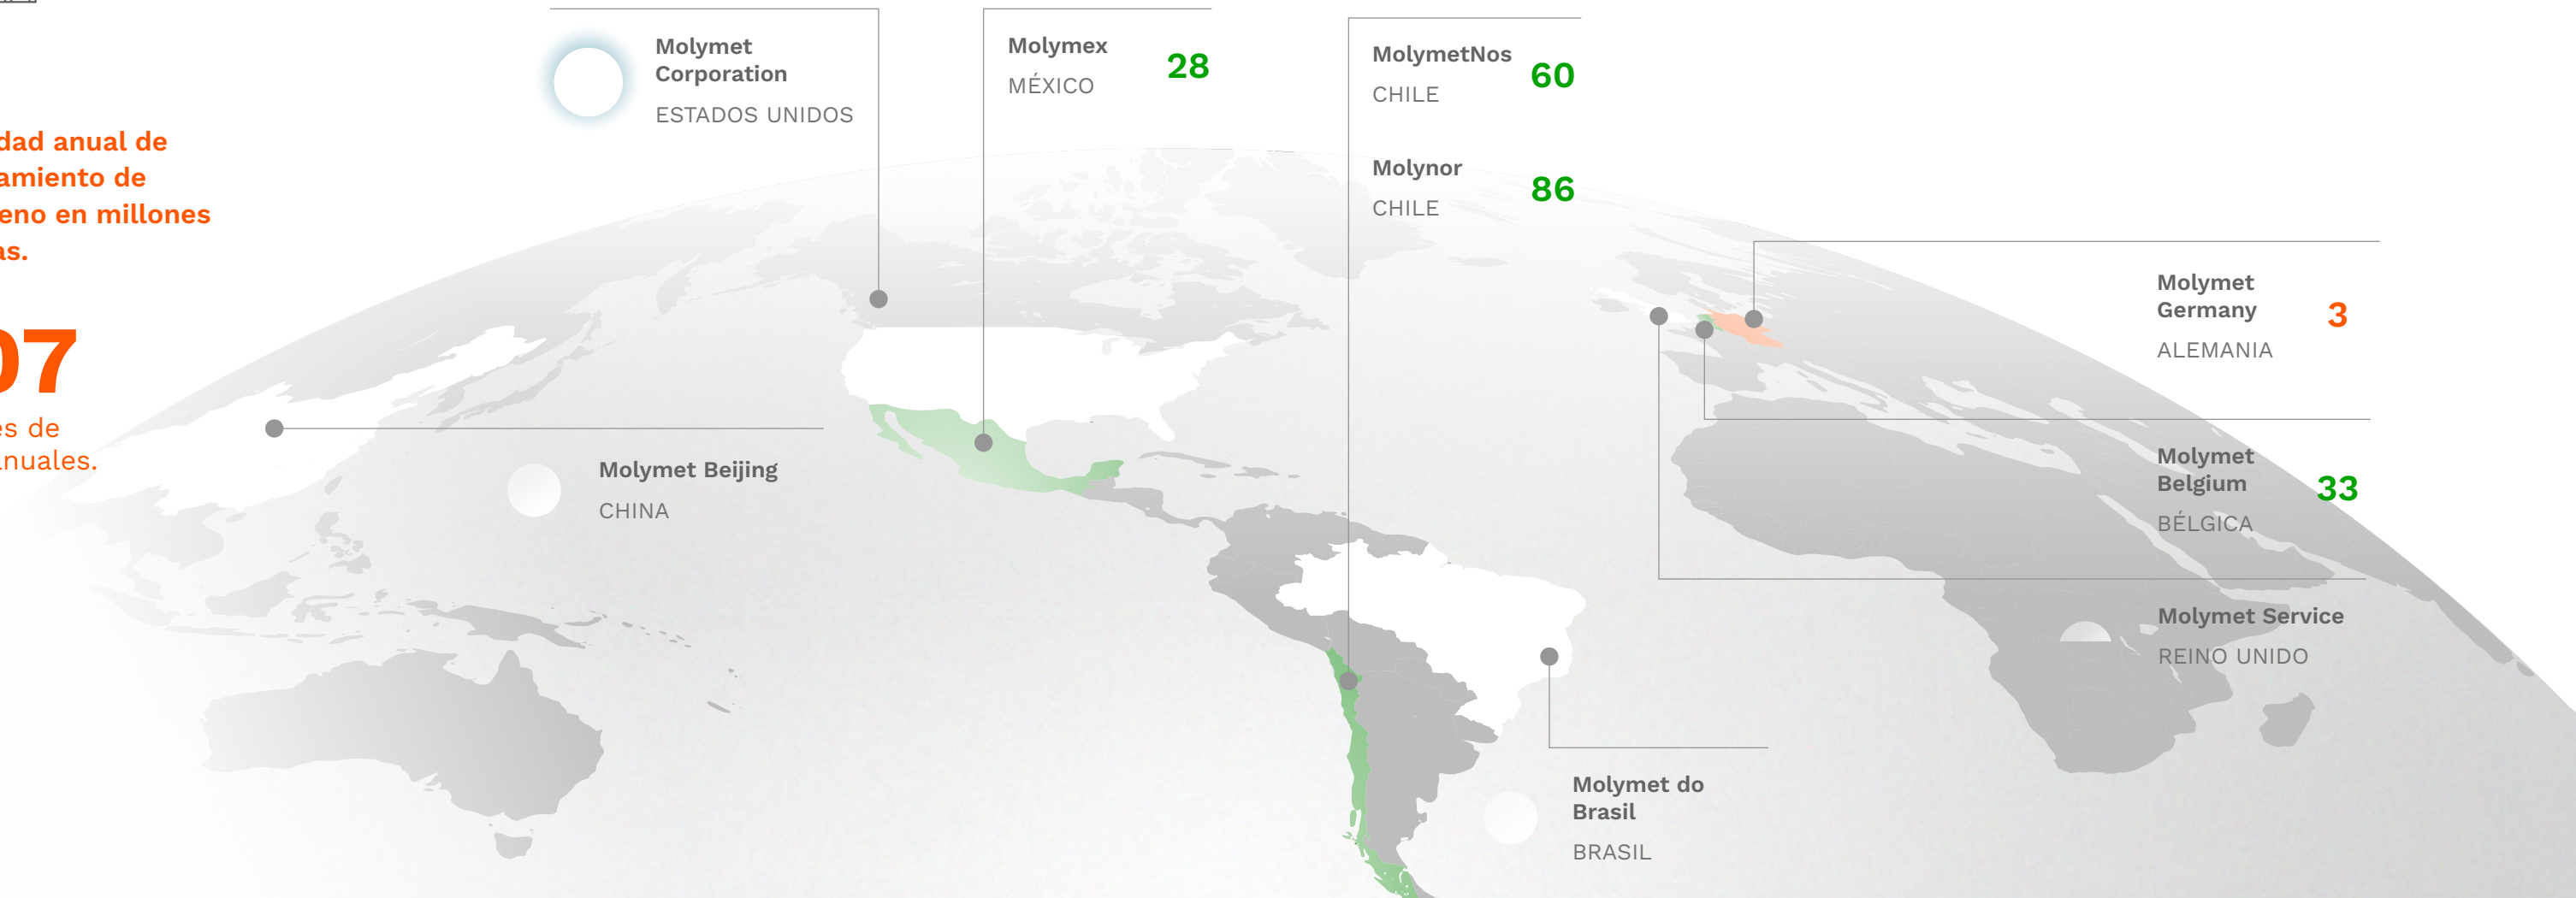 dad anual de
amiento de
eno en millones
as.
07
es de
anuales.
Molymet
Corporation
ESTADOS UNIDOS
Molymex
MÉXICO
28
MolymetNos
CHILE
60
Molynor
CHILE
86
Molymet
Germany
ALEMANIA
3
Molymet
Belgium
BÉLGICA
33
Molymet Service
REINO UNIDO
Molymet Beijing
CHINA
Molymet do
Brasil
BRASIL